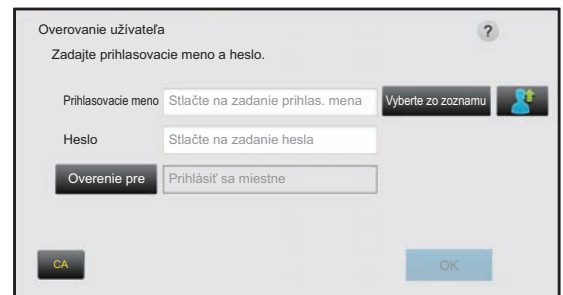 Overovanie užívateľa ?
Zadajte prihlasovacie meno a heslo.
Prihlasovacie meno Stlačte na zadanie prihlas. mena Vyberte zo zoznamu
Heslo Stlačte na zadanie hesla
Overenie pre Prihlásiť sa miestne
CA OK